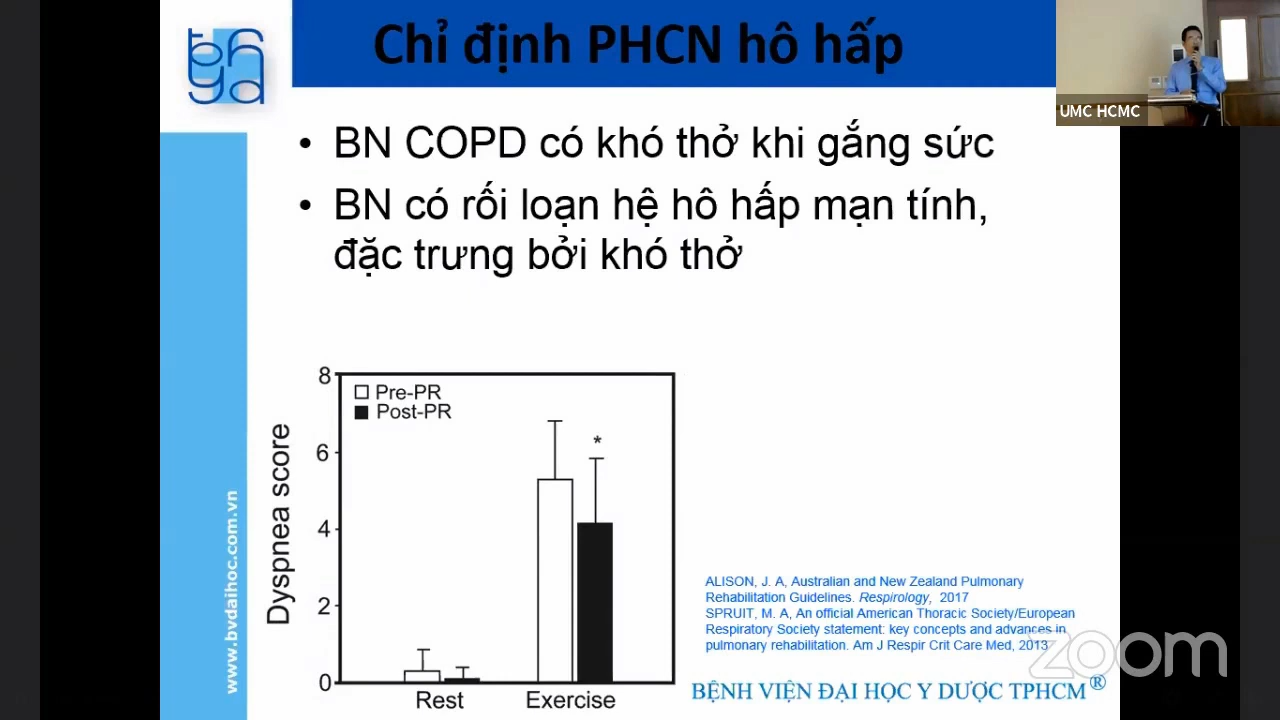 Chỉ định PHCN hô hấp
UMC HCMC
• BN COPD có khó thở khi gắng sức
• BN có rối loạn hệ hô hấp mạn tính,
đặc trưng bởi khó thở
Dyspnea score
8
6
4
2
0
Pre-PR
Post-PR
*
Rest
Exercise
ALISON, J. A, Australian and New Zealand Pulmonary
Rehabilitation Guidelines. Respirology, 2017
SPRUIT, M. A, An official American Thoracic Society/European
Respiratory Society statement: key concepts and advances in
pulmonary rehabilitation. Am J Respir Crit Care Med, 2013
zoom
BỆNH VIỆN ĐẠI HỌC Y DƯỢC TPHCM®
www.bvdaihoc.com.vn